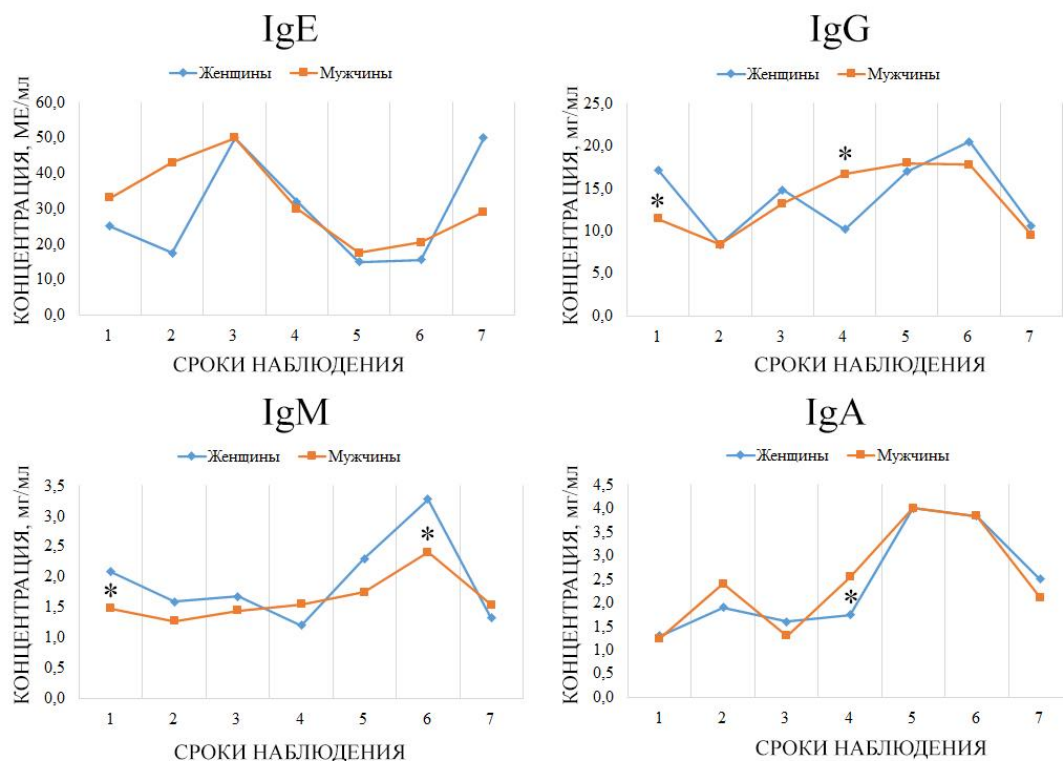 IgE
Женщины Мужчины
КОНЦЕНТРАЦИЯ, МЕ/мл
60,0
50,0
40,0
30,0
20,0
10,0
0,0
1 2 3 4 5 6 7
СРОКИ НАБЛЮДЕНИЯ
IgG
Женщины Мужчины
КОНЦЕНТРАЦИЯ, мг/мл
25,0
20,0
15,0
10,0
5,0
0,0
* *
1 2 3 4 5 6 7
СРОКИ НАБЛЮДЕНИЯ
IgM
Женщины Мужчины
КОНЦЕНТРАЦИЯ, мг/мл
3,5
3,0
2,5
2,0
1,5
1,0
0,5
0,0
* *
1 2 3 4 5 6 7
СРОКИ НАБЛЮДЕНИЯ
IgA
Женщины Мужчины
КОНЦЕНТРАЦИЯ, мг/мл
4,5
4,0
3,5
3,0
2,5
2,0
1,5
1,0
0,5
0,0
*
1 2 3 4 5 6 7
СРОКИ НАБЛЮДЕНИЯ